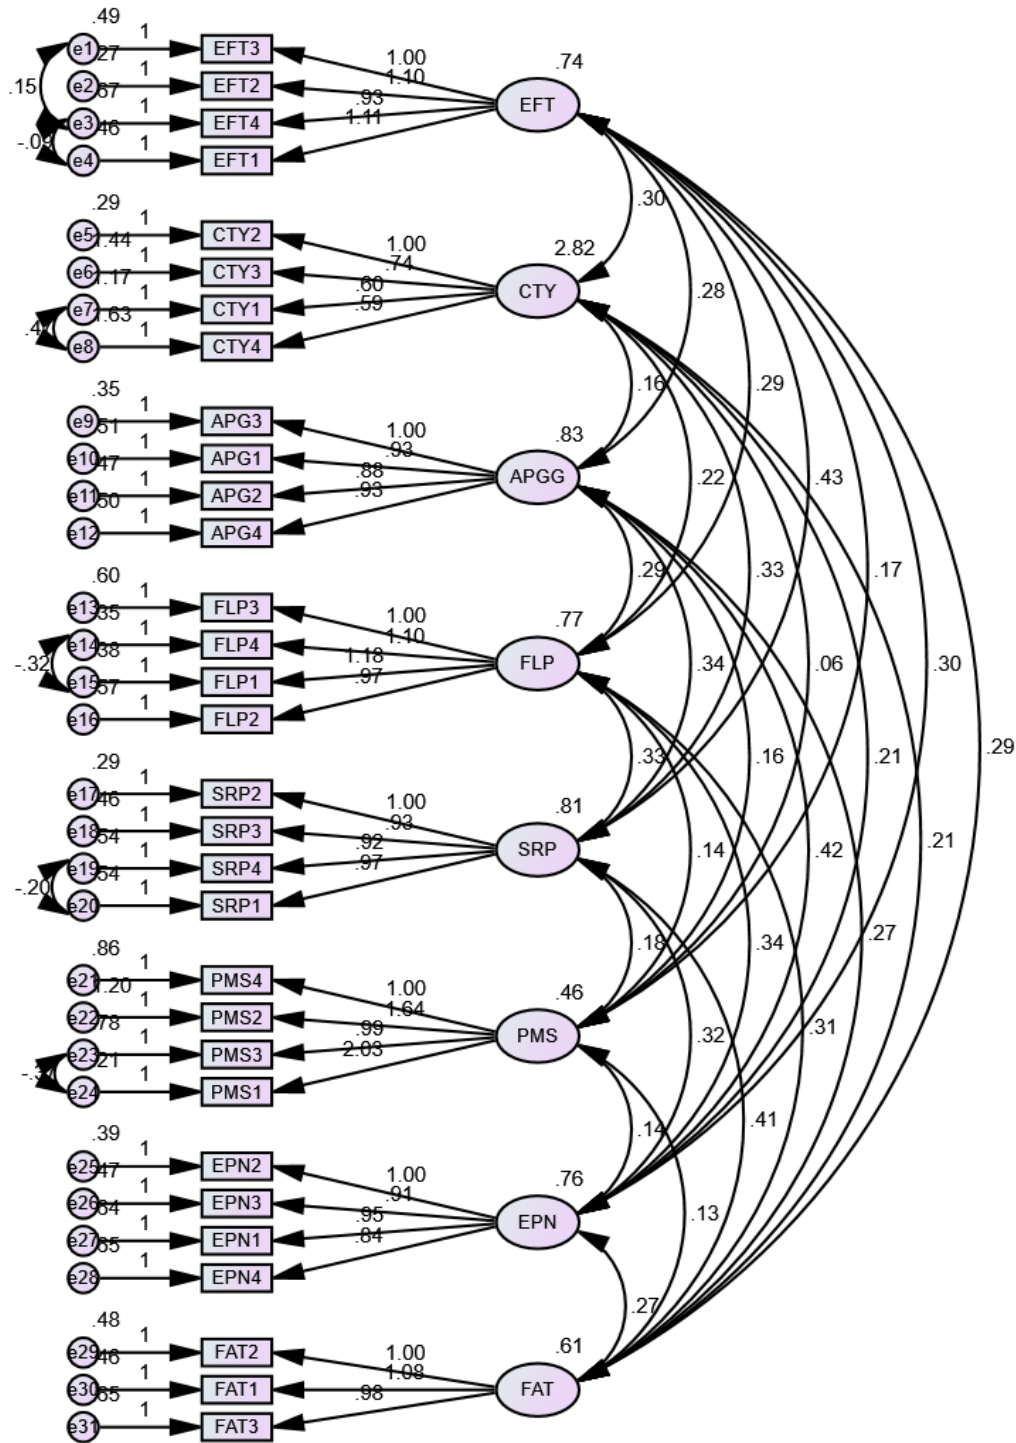 .49
e1 1 EFT3
.27
e2 1 EFT2
.67
e3 1 EFT4
.46
e4 1 EFT1
.15
1.00
1.10
.93
1.11
.74
EFT
.29
e5 1 CTY2
1.44
e6 1 CTY3
1.17
e7 1 CTY1
1.63
e8 1 CTY4
1.00
.74
.60
.59
2.82
CTY
.35
e9 1 APG3
.51
e10 1 APG1
.47
e11 1 APG2
.50
e12 1 APG4
1.00
.93
.88
.93
.83
APGG
.60
e13 1 FLP3
.35
e14 1 FLP4
.38
e15 1 FLP1
.57
e16 1 FLP2
-.32
1.00
1.10
1.18
.97
.77
FLP
.29
e17 1 SRP2
.46
e18 1 SRP3
.54
e19 1 SRP4
.54
e20 1 SRP1
-.20
1.00
.93
.92
.97
.81
SRP
.86
e21 1 PMS4
1.20
e22 1 PMS2
.78
e23 1 PMS3
.21
e24 1 PMS1
1.00
1.64
.99
2.03
.46
PMS
.39
e25 1 EPN2
.47
e26 1 EPN3
.64
e27 1 EPN1
.65
e28 1 EPN4
1.00
.91
.95
.84
.76
EPN
.48
e29 1 FAT2
.46
e30 1 FAT1
.65
e31 1 FAT3
1.00
1.08
.98
.61
FAT
.30
.28
.16 .29
.22 .43
.29 .33 .17
.34 .06 .30
.33 .16 .21 .29
.14 .42 .21
.18 .34 .27
.32 .31
.14 .41
.13
.27